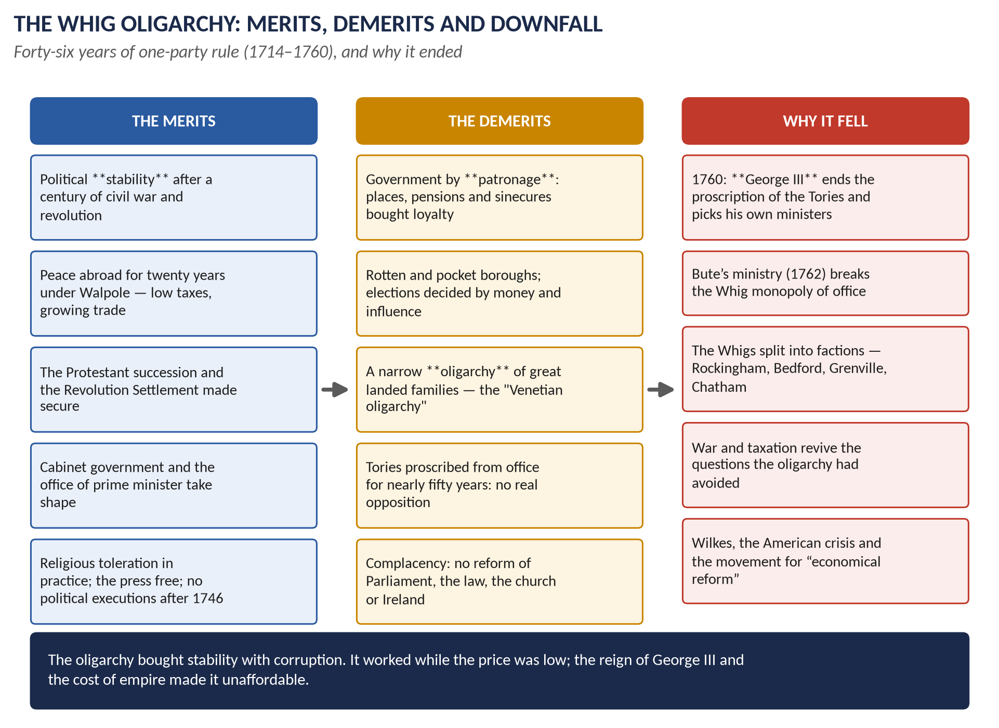 THE WHIG OLIGARCHY: MERITS, DEMERITS AND DOWNFALL
Forty-six years of one-party rule (1714–1760), and why it ended
THE MERITS
Political **stability** after a
century of civil war and
revolution
Peace abroad for twenty years
under Walpole — low taxes,
growing trade
The Protestant succession and
the Revolution Settlement made
secure
Cabinet government and the
office of prime minister take
shape
Religious toleration in
practice; the press free; no
political executions after 1746
THE DEMERITS
Government by **patronage**:
places, pensions and sinecures
bought loyalty
Rotten and pocket boroughs;
elections decided by money and
influence
A narrow **oligarchy** of great
landed families — the "Venetian
oligarchy"
Tories proscribed from office
for nearly fifty years: no real
opposition
Complacency: no reform of
Parliament, the law, the church
or Ireland
WHY IT FELL
1760: **George III** ends the
proscription of the Tories and
picks his own ministers
Bute’s ministry (1762) breaks
the Whig monopoly of office
The Whigs split into factions —
Rockingham, Bedford, Grenville,
Chatham
War and taxation revive the
questions the oligarchy had
avoided
Wilkes, the American crisis and
the movement for “economical
reform”
The oligarchy bought stability with corruption. It worked while the price was low; the reign of George III and
the cost of empire made it unaffordable.